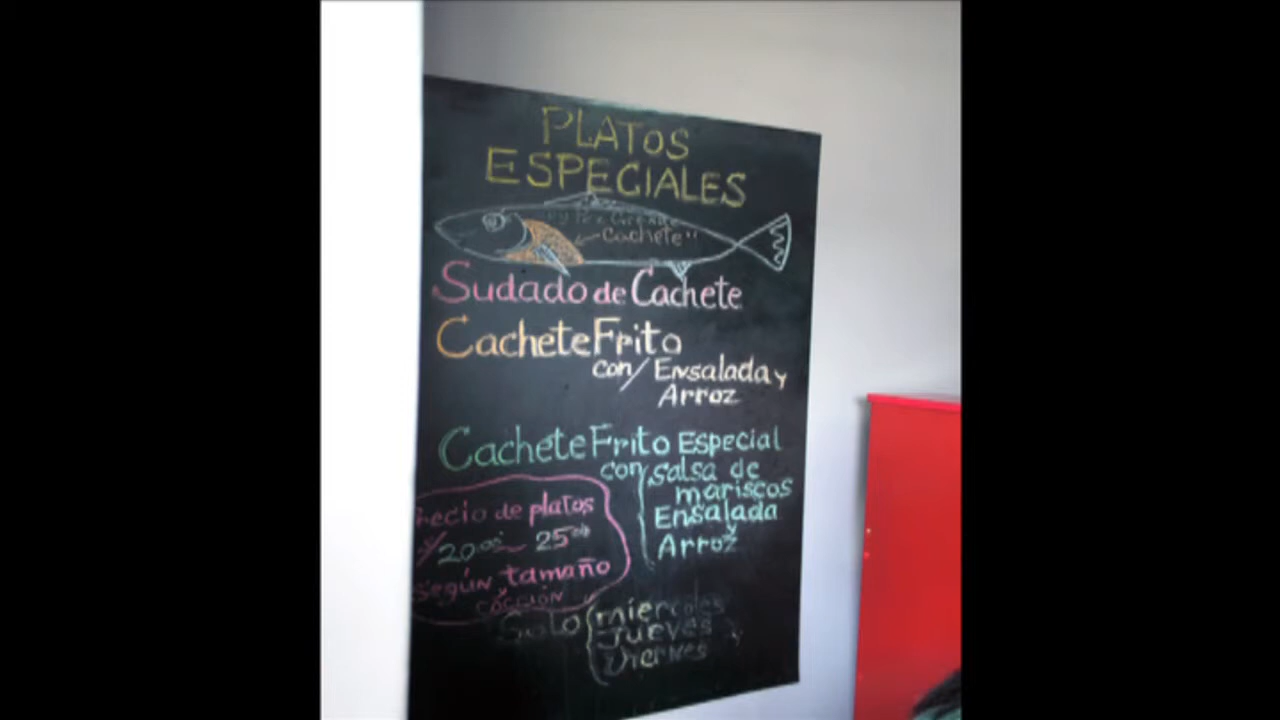 PLATOS
ESPECIALES
Cachete"
Sudado de Cachete
Cachete Frito
con/ Ensalada y
Arroz
Cachete Frito Especial
con salsa de
mariscos
Ensalada
y
Arroz
recio de platos
S/20.00 - 25.00
según tamaño
y cocción
Solo miercoles
Jueves y
Viernes